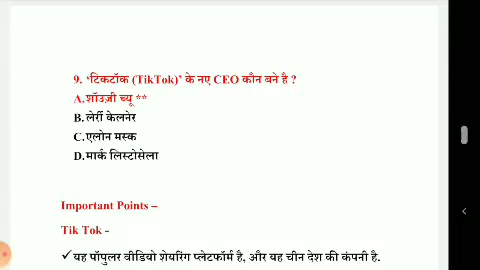 9. ‘टिकटॉक (TikTok)’ के नए CEO कौन बने है ?
A.शॉउज़ी च्यू **
B.लेर्री केलनेर
C.एलोन मस्क
D.मार्क लिस्टोसेला
Important Points –
Tik Tok -
✓यह पॉपुलर वीडियो शेयरिंग प्लेटफॉर्म है, और यह चीन देश की कंपनी है.